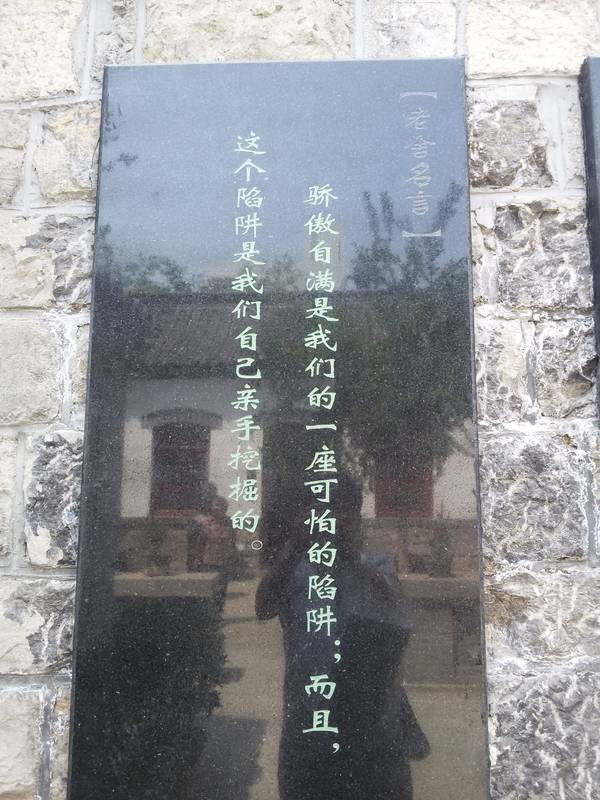 【老舍名言】
骄傲自满是我们的一座可怕的陷阱；而且，
这个陷阱是我们自己亲手挖掘的。